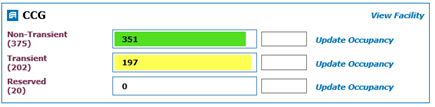 CCG View Facility
Non-Transient
(375) 351 Update Occupancy
Transient
(202) 197 Update Occupancy
Reserved
(20) 0 Update Occupancy